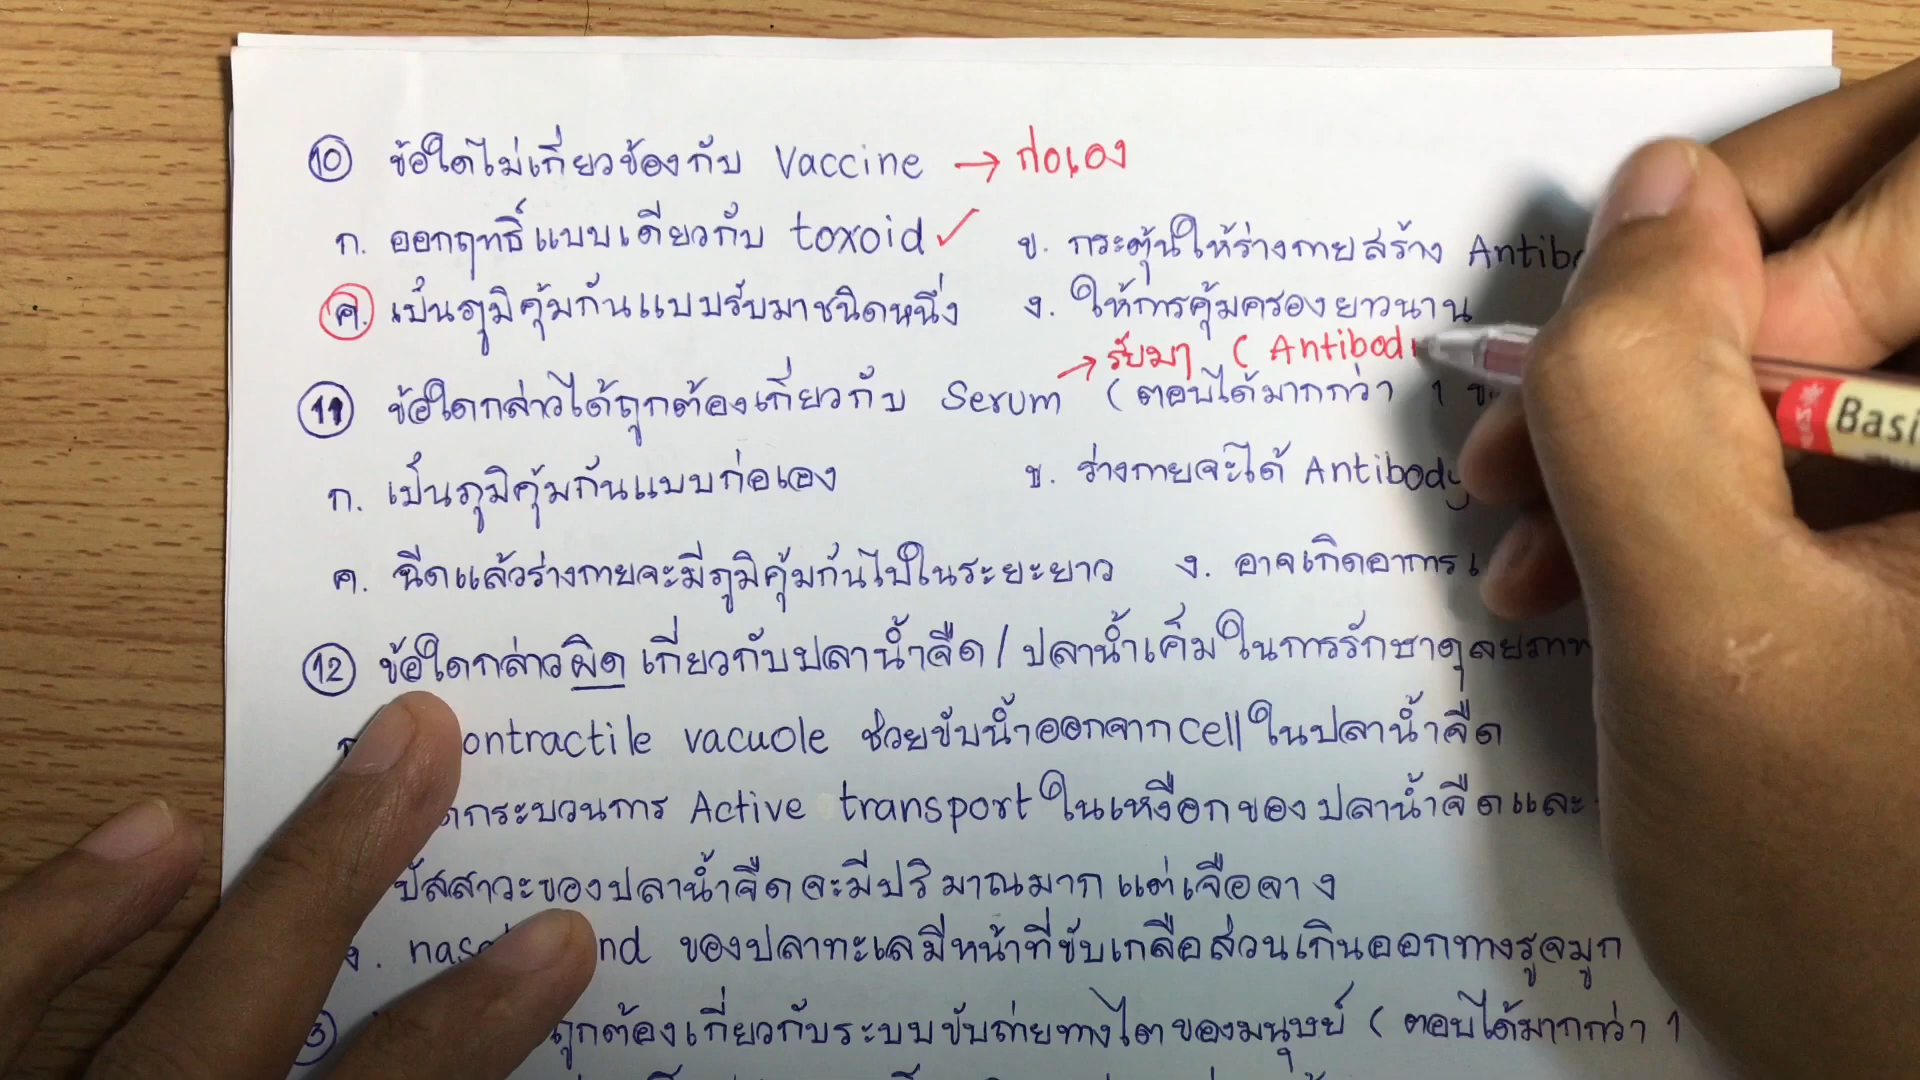 10 ข้อใดไม่เกี่ยวข้องกับ Vaccine → ก่อเอง
ก. ออกฤทธิ์แบบเดียวกับ toxoid ✓ ข. กระตุ้นให้ร่างกายสร้าง
ค. เป็นภูมิคุ้มกันแบบรับมาชนิดหนึ่ง ง. ให้การคุ้มครองยาวนาน
→ รับมา (
11 ข้อใดกล่าวได้ถูกต้องเกี่ยวกับ Serum (ตอบได้มากกว่า 1
ก. เป็นภูมิคุ้มกันแบบก่อเอง ข. ร่างกายจะได้ Antibody
ค. ฉีดแล้วร่างกายจะมีภูมิคุ้มกันไปในระยะยาว ง. อาจเกิดอาการ
12 ข้อใดกล่าวผิดเกี่ยวกับปลาน้ำจืด/ปลาน้ำเค็มในการรักษาดุลยภาพ
vacuole ช่วยขับน้ำออกจาก cell ในปลาน้ำจืด
กระบวนการ Active transport ในเหงือกของปลาน้ำจืดและ
ปัสสาวะของปลาน้ำจืดจะมีปริมาณมากแต่เจือจาง
ง. ของปลาทะเลมีหน้าที่ขับเกลือส่วนเกินออกทางรูจมูก
ถูกต้องเกี่ยวกับระบบขับถ่ายทางไตของมนุษย์ (ตอบได้มากกว่า 1